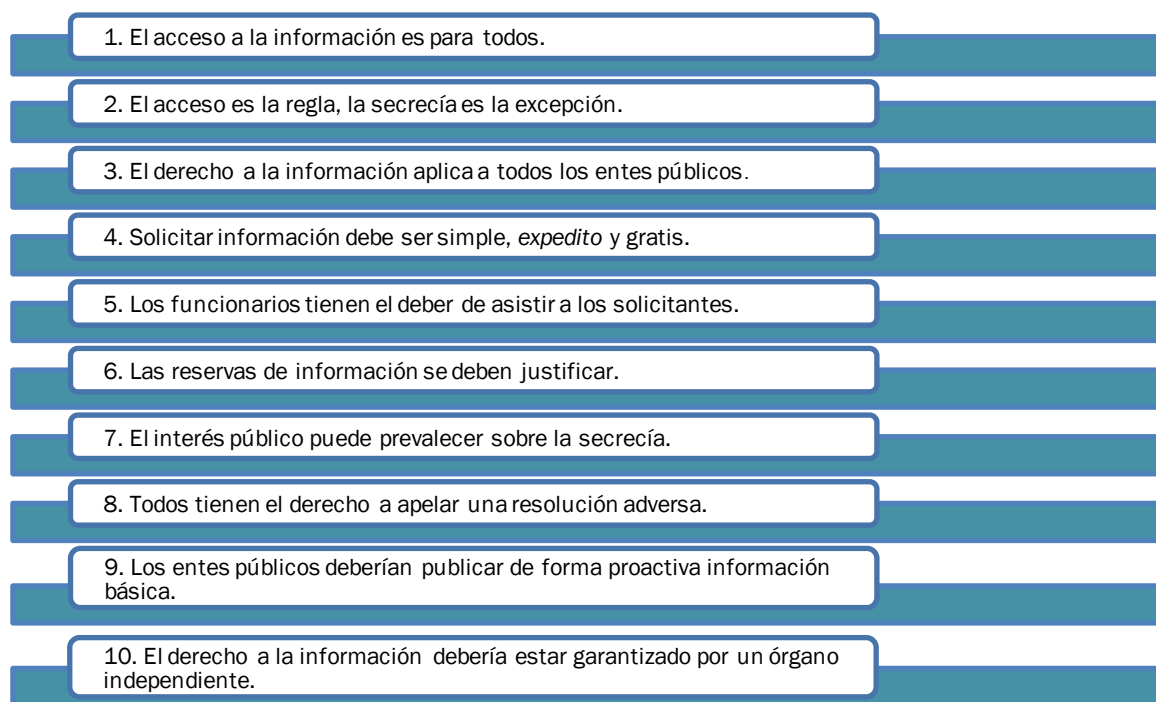 1. El acceso a la información es para todos.
2. El acceso es la regla, la secrecía es la excepción.
3. El derecho a la información aplica a todos los entes públicos.
4. Solicitar información debe ser simple, expedito y gratis.
5. Los funcionarios tienen el deber de asistir a los solicitantes.
6. Las reservas de información se deben justificar.
7. El interés público puede prevalecer sobre la secrecía.
8. Todos tienen el derecho a apelar una resolución adversa.
9. Los entes públicos deberían publicar de forma proactiva información
básica.
10. El derecho a la información debería estar garantizado por un órgano
independiente.